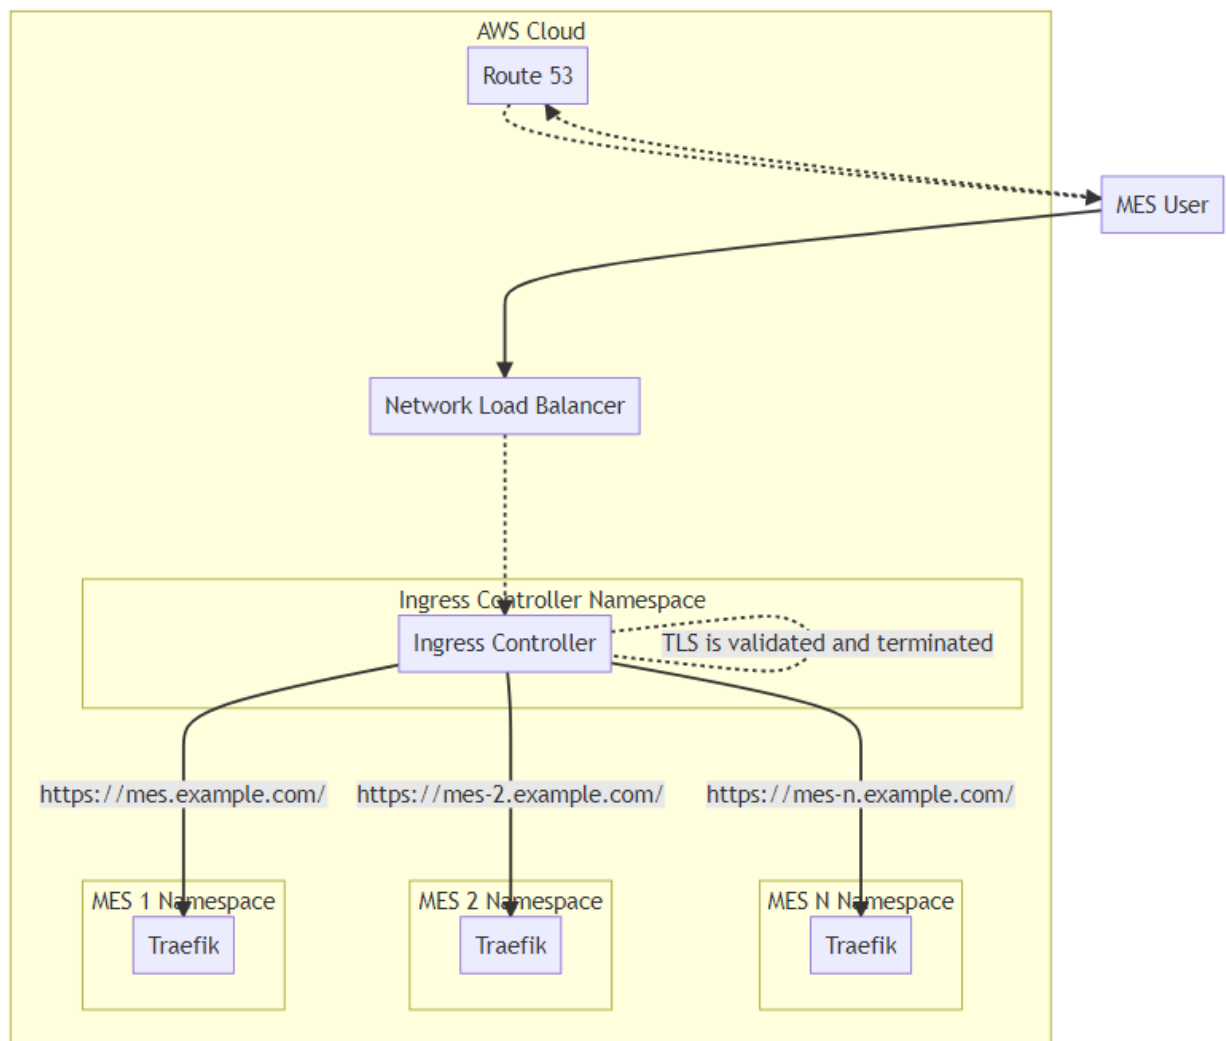 AWS Cloud
Route 53
MES User
Network Load Balancer
Ingress Controller Namespace
Ingress Controller
TLS is validated and terminated
https://mes.example.com/
https://mes-2.example.com/
https://mes-n.example.com/
MES 1 Namespace
MES 2 Namespace
MES N Namespace
Traefik
Traefik
Traefik